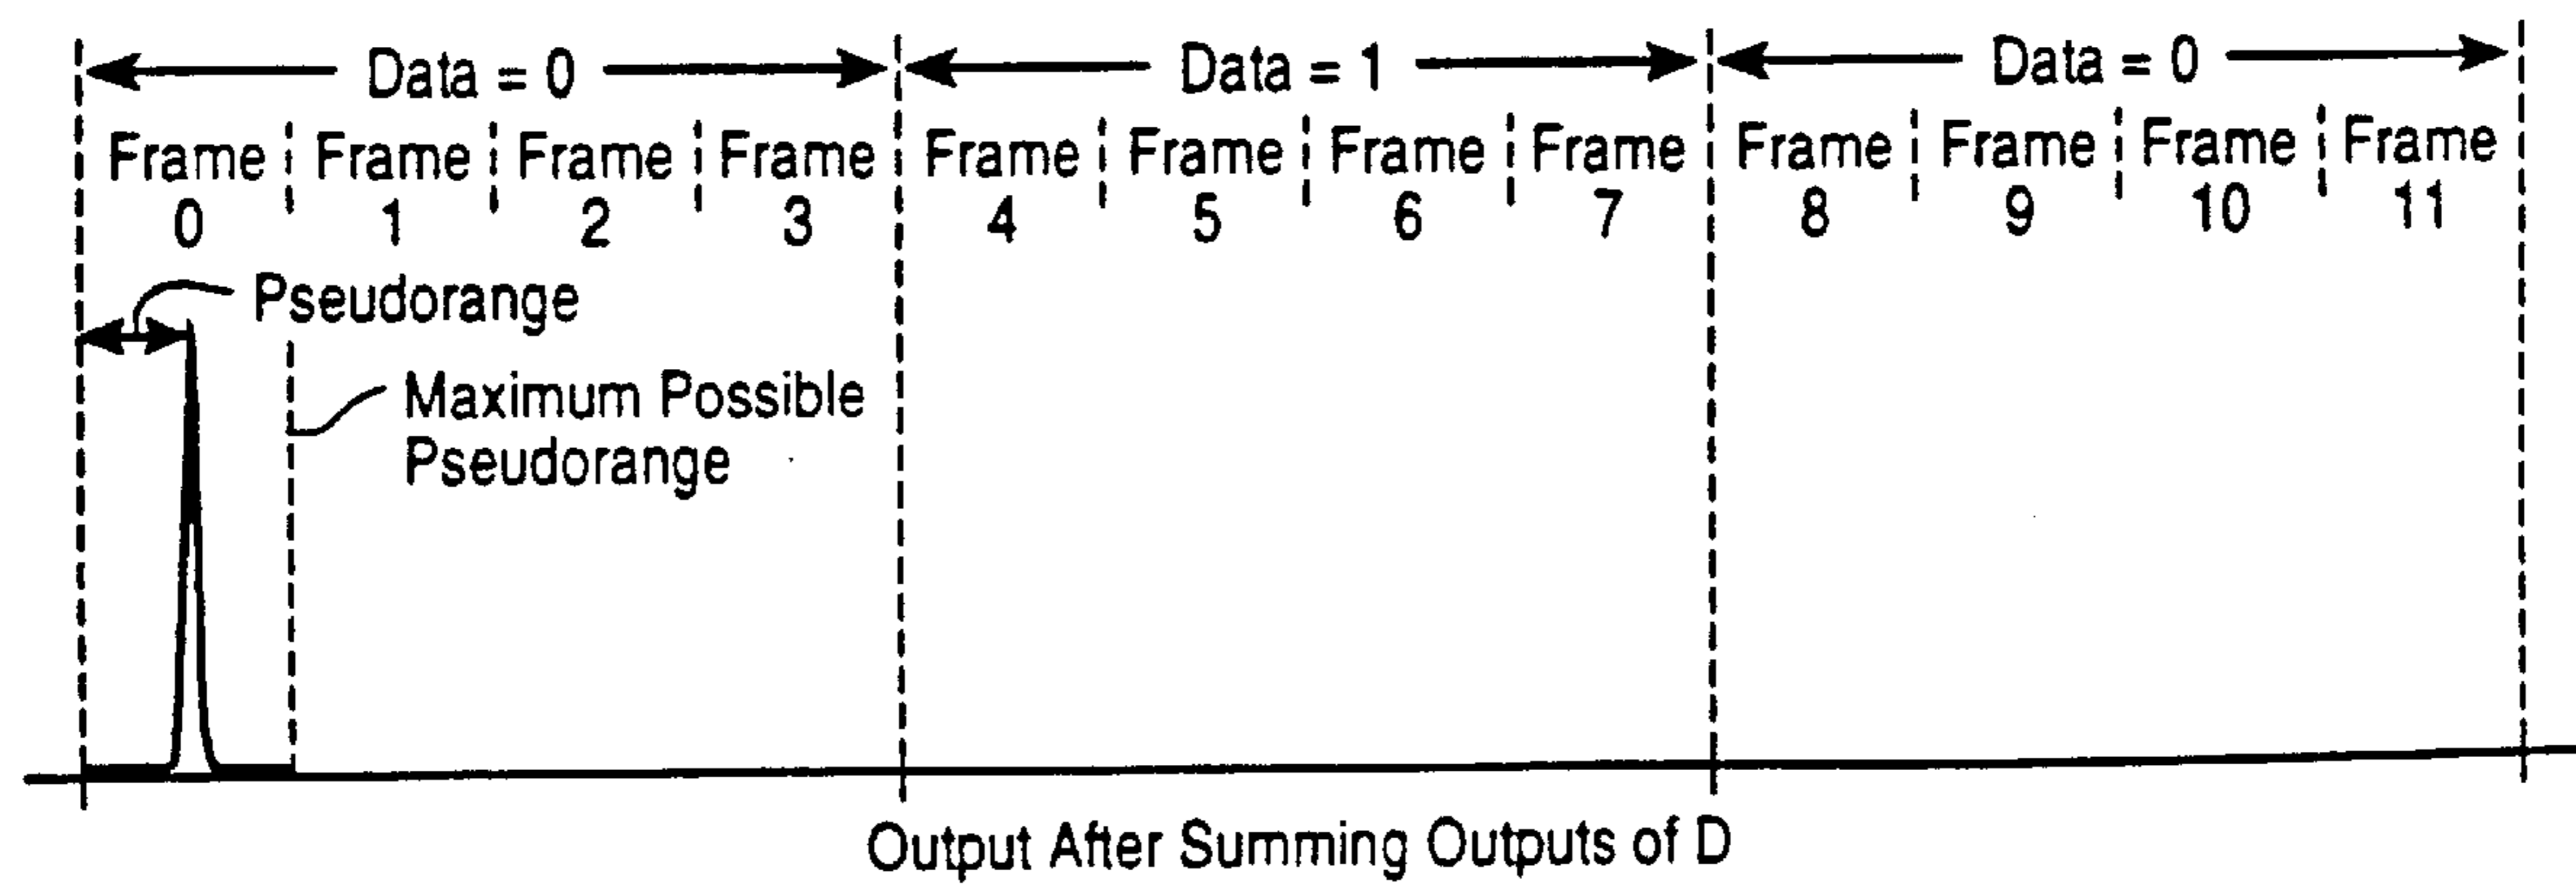 Data = 0 Data = 1 Data = 0
Frame Frame Frame Frame Frame Frame Frame Frame Frame Frame Frame Frame
0 1 2 3 4 5 6 7 8 9 10 11
Pseudorange
Maximum Possible
Pseudorange
Output After Summing Outputs of D